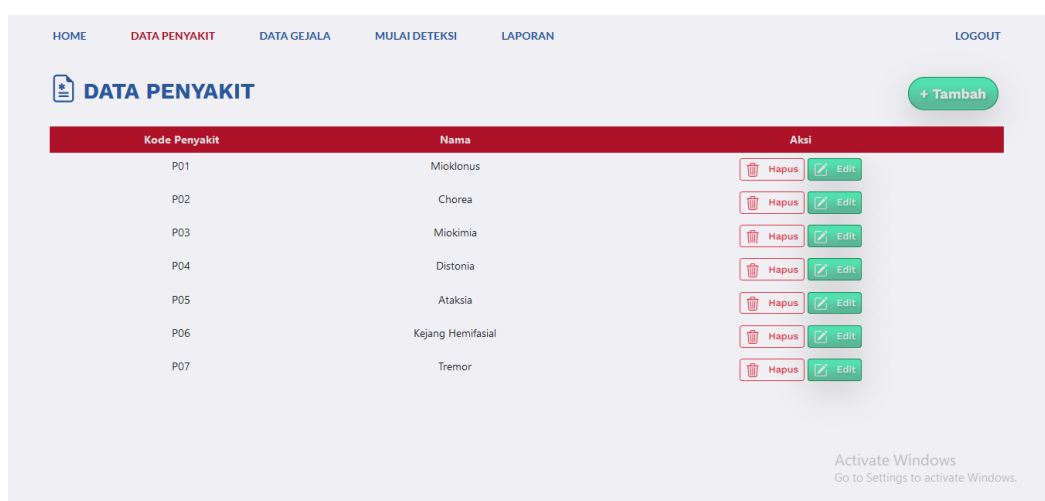 HOME DATA PENYAKIT DATA GEJALA MULAI DETEKSI LAPORAN LOGOUT
DATA PENYAKIT
+ Tambah
Kode Penyakit Nama Aksi
P01 Mioklonus Hapus Edit
P02 Chorea Hapus Edit
P03 Miokimia Hapus Edit
P04 Distonia Hapus Edit
P05 Ataksia Hapus Edit
P06 Kejang Hemifasial Hapus Edit
P07 Tremor Hapus Edit
Activate Windows
Go to Settings to activate Windows.